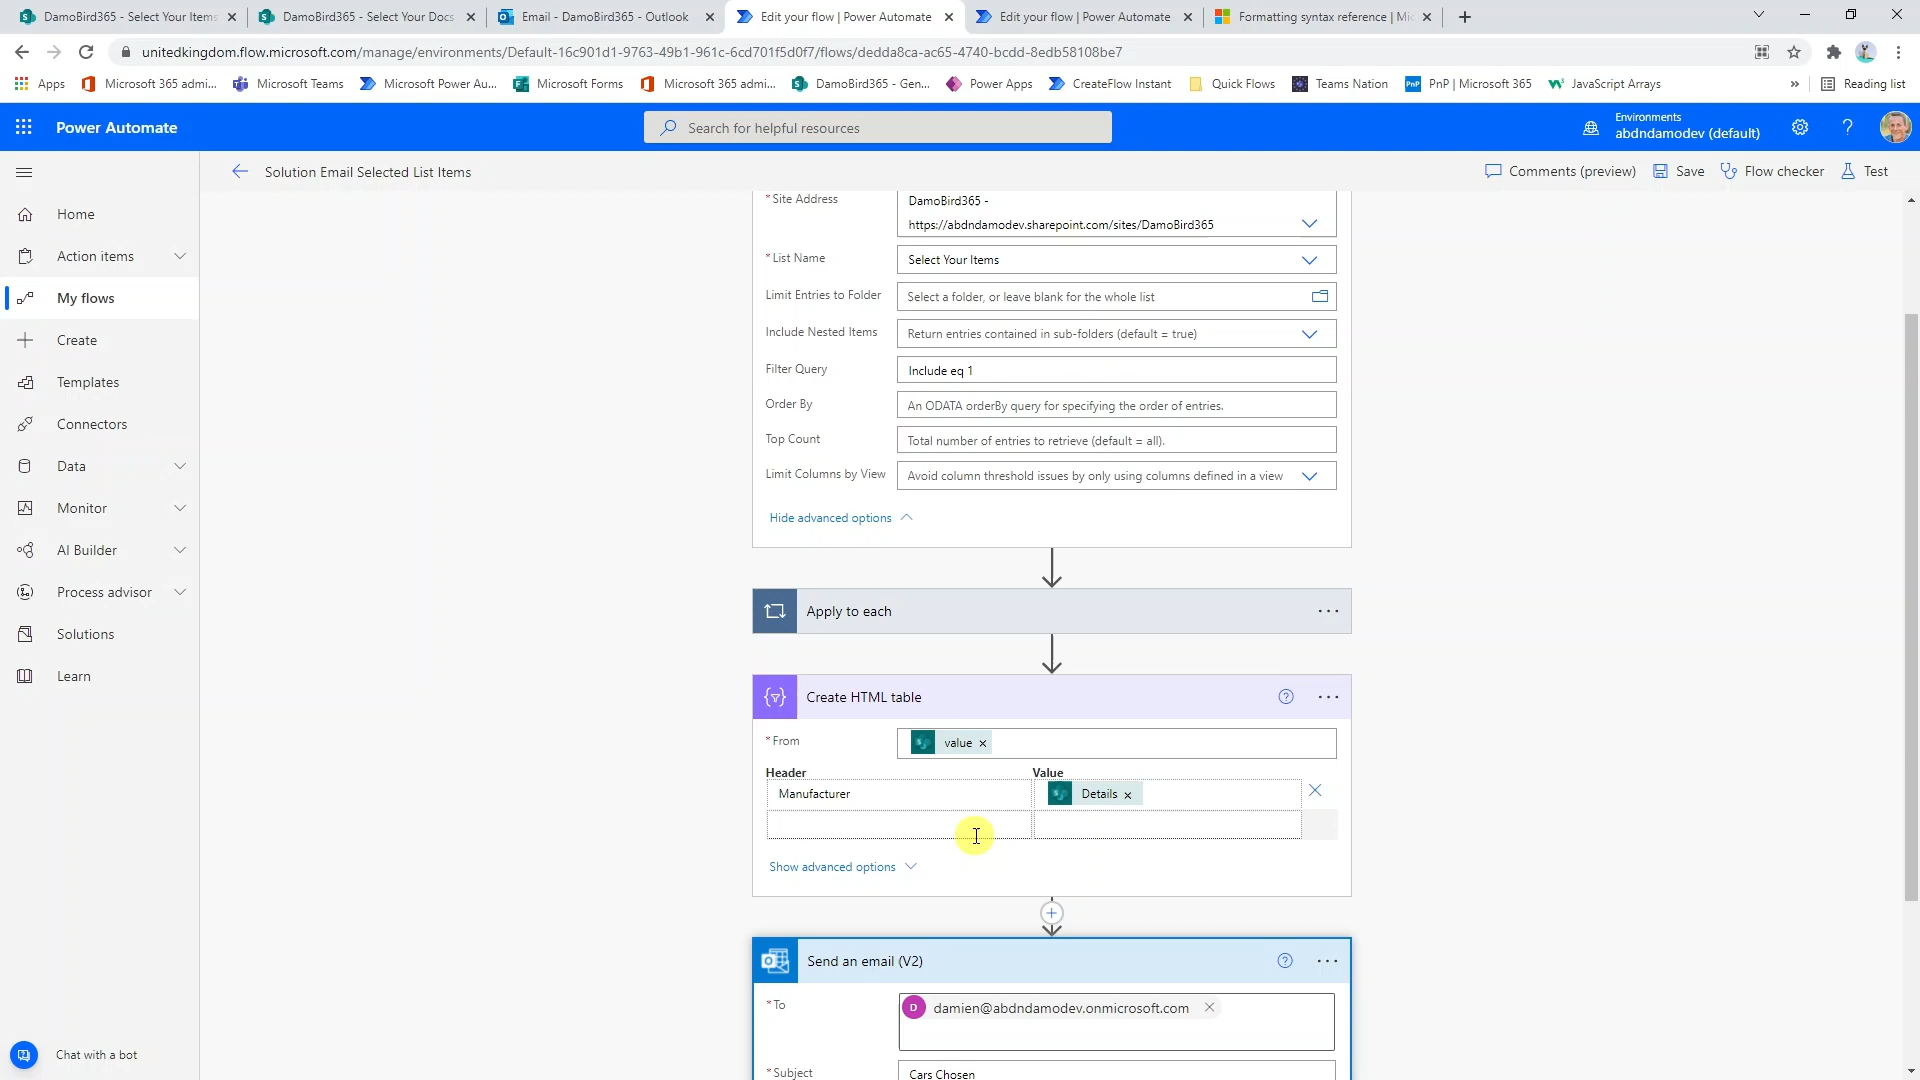 DamoBird365 - Select Your Items
DamoBird365 - Select Your Docs
Email - DamoBird365 - Outlook
Edit your flow | Power Automate
Edit your flow | Power Automate
Formatting syntax reference | Mic
unitedkingdom.flow.microsoft.com/manage/environments/Default-16c901d1-9763-49b1-961c-6cd701f5d0f7/flows/dedda8ca-ac65-4740-bcdd-8edb58108be7
Apps
Microsoft 365 admi...
Microsoft Teams
Microsoft Power Au...
Microsoft Forms
Microsoft 365 admi...
DamoBird365 - Gen...
Power Apps
CreateFlow Instant
Quick Flows
Teams Nation
PnP | Microsoft 365
JavaScript Arrays
»
Reading list
Power Automate
Search for helpful resources
Environments
abdndamodev (default)
?
Solution Email Selected List Items
Comments (preview)
Save
Flow checker
Test
Home
Action items
My flows
Create
Templates
Connectors
Data
Monitor
AI Builder
Process advisor
Solutions
Learn
Chat with a bot
* Site Address
DamoBird365 -
https://abdndamodev.sharepoint.com/sites/DamoBird365
* List Name
Select Your Items
Limit Entries to Folder
Select a folder, or leave blank for the whole list
Include Nested Items
Return entries contained in sub-folders (default = true)
Filter Query
Include eq 1
Order By
An ODATA orderBy query for specifying the order of entries.
Top Count
Total number of entries to retrieve (default = all).
Limit Columns by View
Avoid column threshold issues by only using columns defined in a view
Hide advanced options
Apply to each
Create HTML table
* From
value
Header
Value
Manufacturer
Details
Show advanced options
Send an email (V2)
* To
D damien@abdndamodev.onmicrosoft.com
* Subject
Cars Chosen